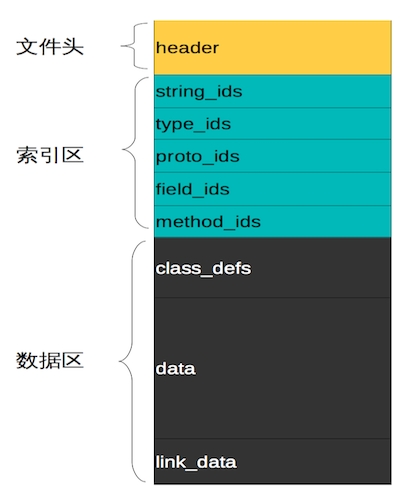 文件头
header
string_ids
type_ids
索引区
proto_ids
field_ids
method_ids
class_defs
数据区
data
link_data